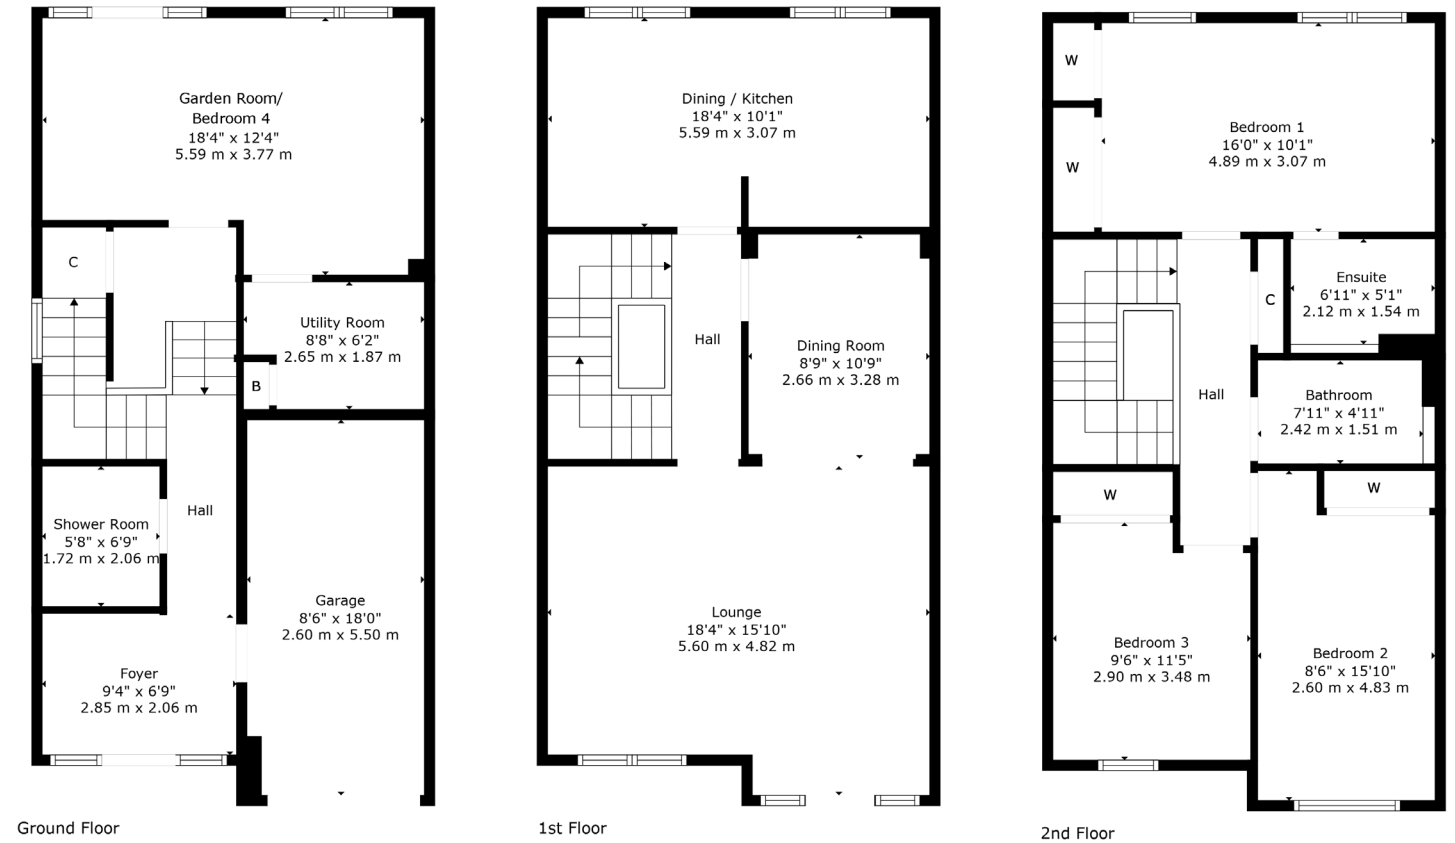 Garden Room/
Bedroom 4
18'4" x 12'4"
5.59 m x 3.77 m
C
Utility Room
8'8" x 6'2"
2.65 m x 1.87 m
B
Hall
Shower Room
5'8" x 6'9"
1.72 m x 2.06 m
Garage
8'6" x 18'0"
2.60 m x 5.50 m
Foyer
9'4" x 6'9"
2.85 m x 2.06 m
Ground Floor
Dining / Kitchen
18'4" x 10'1"
5.59 m x 3.07 m
Hall
Dining Room
8'9" x 10'9"
2.66 m x 3.28 m
Lounge
18'4" x 15'10"
5.60 m x 4.82 m
1st Floor
W
W
Bedroom 1
16'0" x 10'1"
4.89 m x 3.07 m
C
Ensuite
6'11" x 5'1"
2.12 m x 1.54 m
Hall
Bathroom
7'11" x 4'11"
2.42 m x 1.51 m
W
W
Bedroom 3
9'6" x 11'5"
2.90 m x 3.48 m
Bedroom 2
8'6" x 15'10"
2.60 m x 4.83 m
2nd Floor